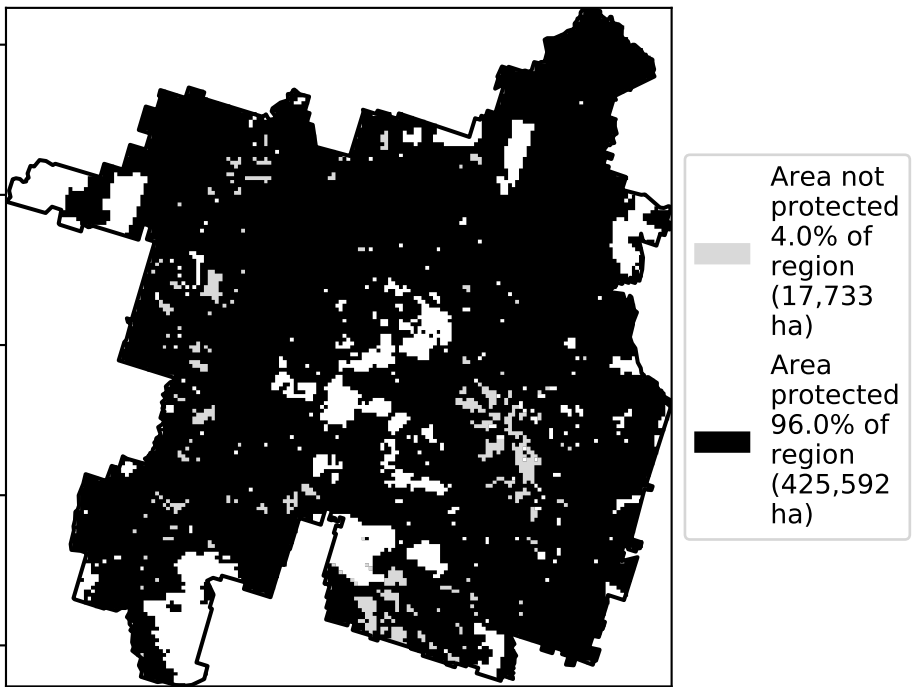 Area not
protected
4.0% of
region
(17,733
ha)
Area
protected
96.0% of
region
(425,592
ha)